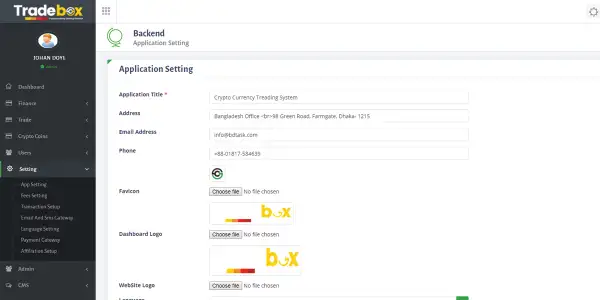 Tradebox
JOHAN DOYL
Dashboard
Finance
Trade
Crypto Coins
Users
Setting
App Setting
Fees Setting
Transaction Setup
Email And Sms Gateway
Language Setting
Payment Gateway
Affiliation Setup
Admin
CMS
Backend
Application Setting
Application Setting
Application Title *
Crypto Currency Treading System
Address
Bangladesh Office <br>98 Green Road, Farmgate, Dhaka- 1215
Email Address
info@bdtask.com
Phone
+88-01817-584639
Favicon
Choose file No file chosen
box
Dashboard Logo
Choose file No file chosen
box
WebSite Logo
Choose file No file chosen
Language